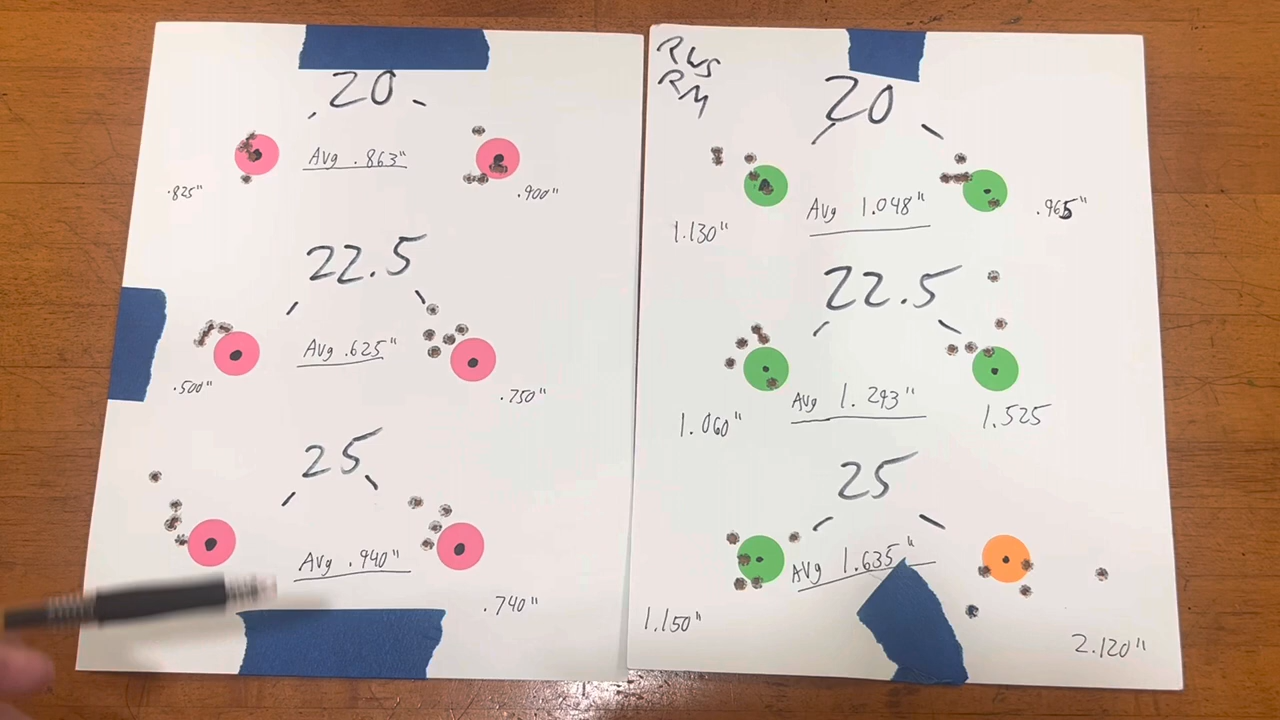 20
Avg .863"
.825"
.900"
22.5
Avg .625"
.500"
.750"
25
Avg .940"
.740"
RWS
RM
20
Avg 1.048"
1.130"
.965"
22.5
Avg 1.293"
1.060"
1.525
25
Avg 1.635"
1.150"
2.120"